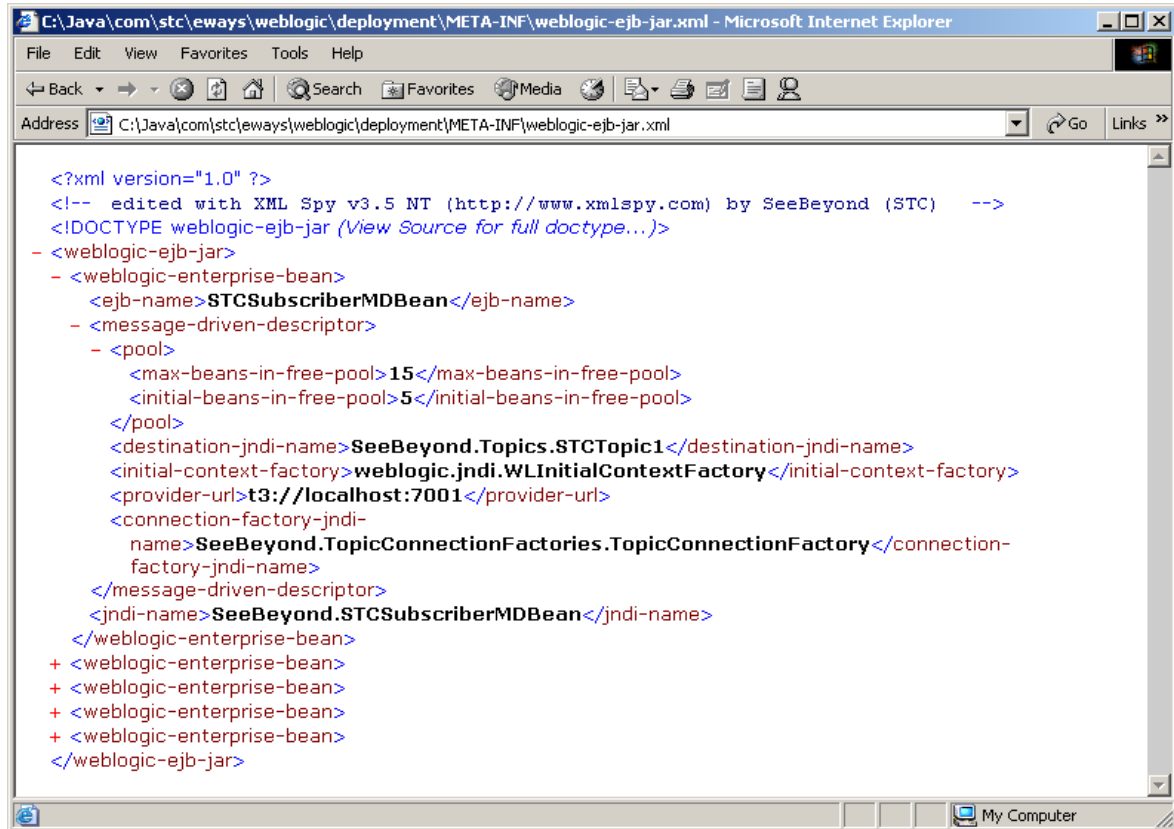 C:\Java\com\stc\eways\weblogic\deployment\META-INF\weblogic-ejb-jar.xml - Microsoft Internet Explorer
File Edit View Favorites Tools Help
Back Search Favorites Media
Address C:\Java\com\stc\eways\weblogic\deployment\META-INF\weblogic-ejb-jar.xml Go Links »
<?xml version="1.0" ?>
<!-- edited with XML Spy v3.5 NT (http://www.xmlspy.com) by SeeBeyond (STC) -->
<!DOCTYPE weblogic-ejb-jar (View Source for full doctype...)>
- <weblogic-ejb-jar>
- <weblogic-enterprise-bean>
<ejb-name>STCSubscriberMDBean</ejb-name>
- <message-driven-descriptor>
- <pool>
<max-beans-in-free-pool>15</max-beans-in-free-pool>
<initial-beans-in-free-pool>5</initial-beans-in-free-pool>
</pool>
<destination-jndi-name>SeeBeyond.Topics.STCTopic1</destination-jndi-name>
<initial-context-factory>weblogic.jndi.WLInitialContextFactory</initial-context-factory>
<provider-url>t3://localhost:7001</provider-url>
<connection-factory-jndi-
name>SeeBeyond.TopicConnectionFactories.TopicConnectionFactory</connection-
factory-jndi-name>
</message-driven-descriptor>
<jndi-name>SeeBeyond.STCSubscriberMDBean</jndi-name>
</weblogic-enterprise-bean>
+ <weblogic-enterprise-bean>
+ <weblogic-enterprise-bean>
+ <weblogic-enterprise-bean>
+ <weblogic-enterprise-bean>
</weblogic-ejb-jar>
My Computer